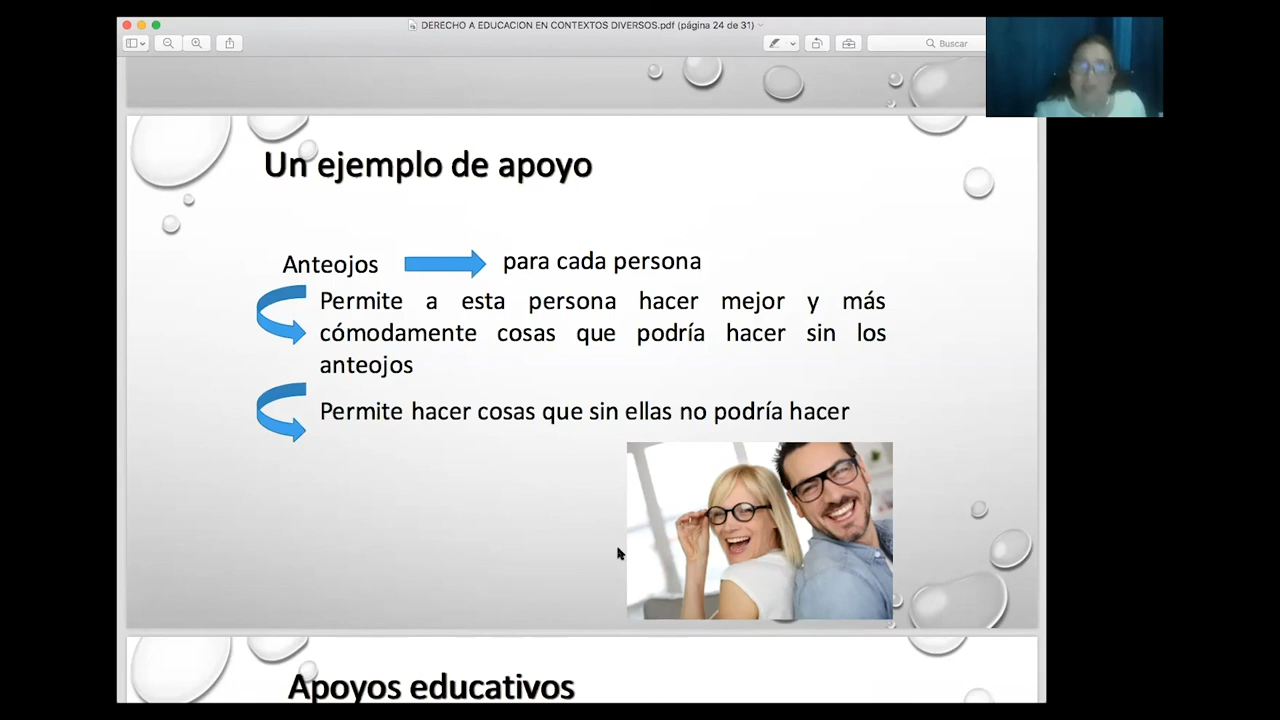 DERECHO A EDUCACION EN CONTEXTOS DIVERSOS.pdf (página 24 de 31)
Buscar
Un ejemplo de apoyo
Anteojos para cada persona
Permite a esta persona hacer mejor y más
cómodamente cosas que podría hacer sin los
anteojos
Permite hacer cosas que sin ellas no podría hacer
Apoyos educativos